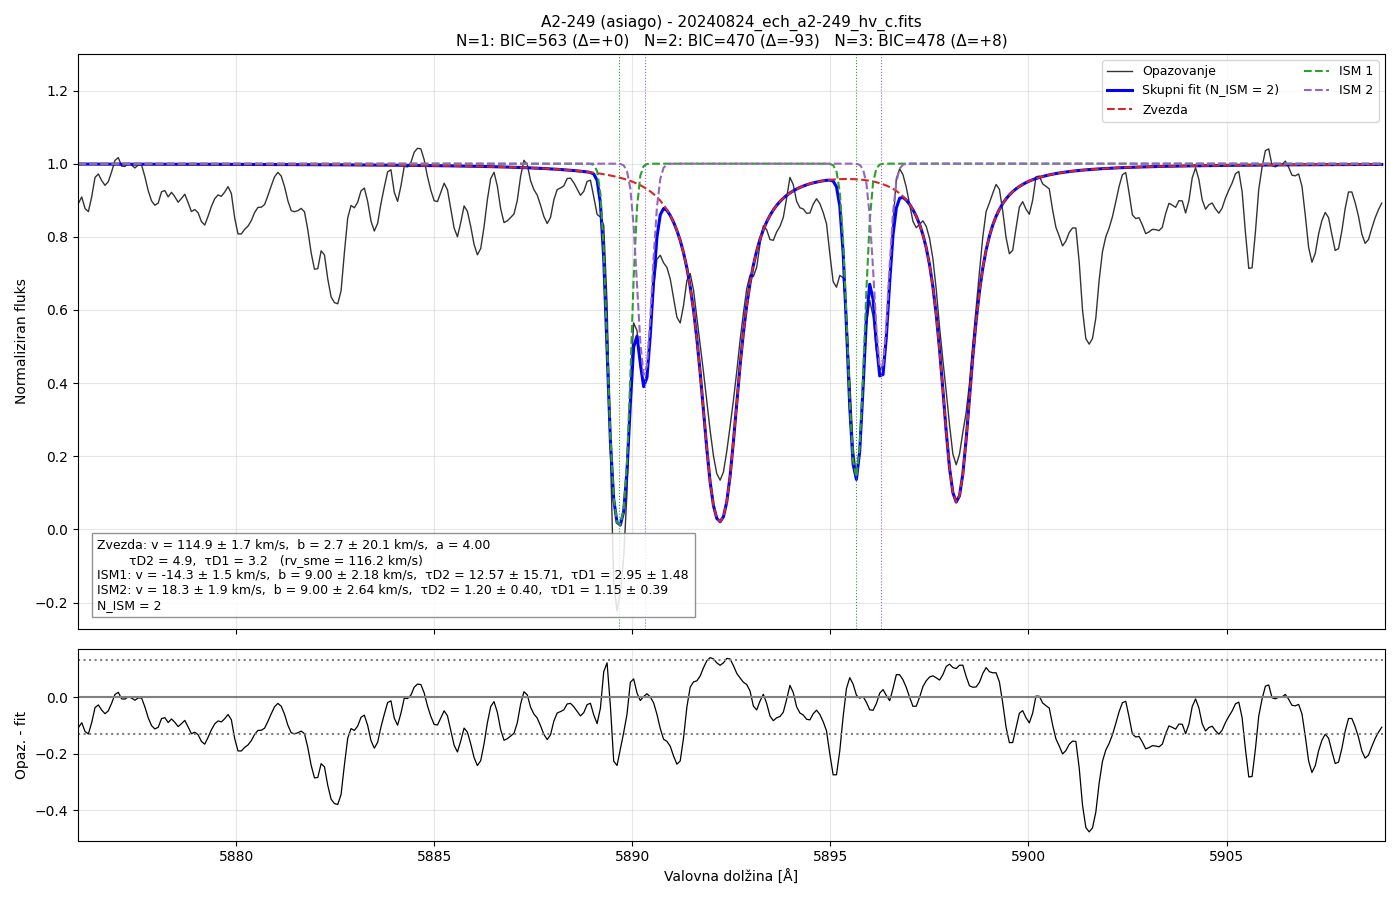 A2-249 (asiago) - 20240824_ech_a2-249_hv_c.fits
N=1: BIC=563 (Δ=+0)   N=2: BIC=470 (Δ=-93)   N=3: BIC=478 (Δ=+8)
Opazovanje
Skupni fit (N_ISM = 2)
Zvezda
ISM 1
ISM 2
Normaliziran fluks
1.2
1.0
0.8
0.6
0.4
0.2
0.0
−0.2
Zvezda: v = 114.9 ± 1.7 km/s,  b = 2.7 ± 20.1 km/s,  a = 4.00
τD2 = 4.9,  τD1 = 3.2   (rv_sme = 116.2 km/s)
ISM1: v = -14.3 ± 1.5 km/s,  b = 9.00 ± 2.18 km/s,  τD2 = 12.57 ± 15.71,  τD1 = 2.95 ± 1.48
ISM2: v = 18.3 ± 1.9 km/s,  b = 9.00 ± 2.64 km/s,  τD2 = 1.20 ± 0.40,  τD1 = 1.15 ± 0.39
N_ISM = 2
Opaz. - fit
0.0
−0.2
−0.4
5880 5885 5890 5895 5900 5905
Valovna dolžina [Å]